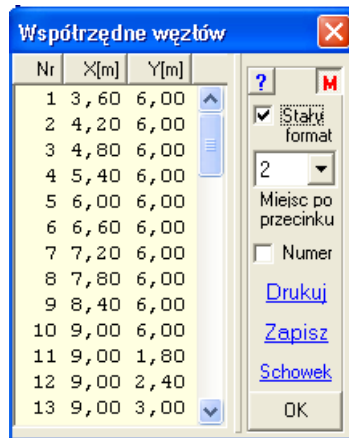 Współrzędne węzłów
Nr X[m] Y[m]
1 3,60 6,00
2 4,20 6,00
3 4,80 6,00
4 5,40 6,00
5 6,00 6,00
6 6,60 6,00
7 7,20 6,00
8 7,80 6,00
9 8,40 6,00
10 9,00 6,00
11 9,00 1,80
12 9,00 2,40
13 9,00 3,00
? M
Stały
format
2
Miejsc po
przecinku
Numer
Drukuj
Zapisz
Schowek
OK